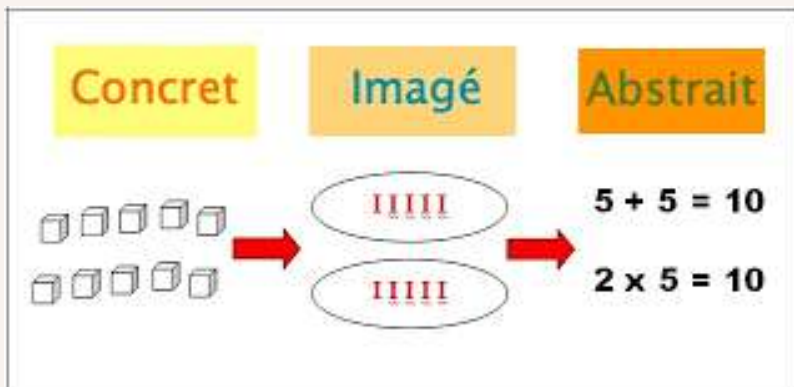 Concret
Imagé
Abstrait
IIIII
5 + 5 = 10
IIIII
2 x 5 = 10